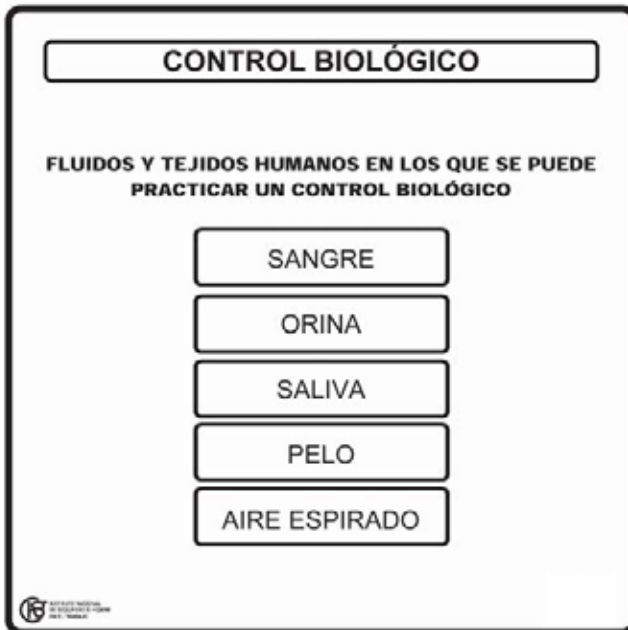 CONTROL BIOLÓGICO
FLUIDOS Y TEJIDOS HUMANOS EN LOS QUE SE PUEDE
PRACTICAR UN CONTROL BIOLÓGICO
SANGRE
ORINA
SALIVA
PELO
AIRE ESPIRADO